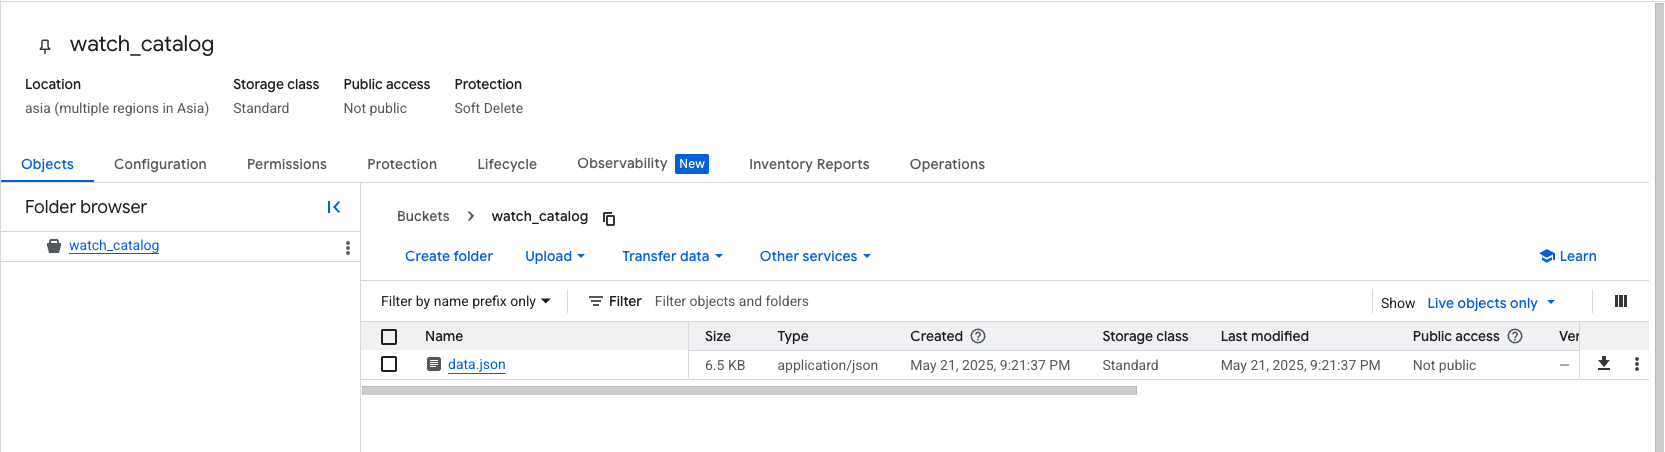 watch_catalog
Location Storage class Public access Protection
asia (multiple regions in Asia) Standard Not public Soft Delete
Objects Configuration Permissions Protection Lifecycle Observability New Inventory Reports Operations
Folder browser
watch_catalog
Buckets > watch_catalog
Create folder Upload Transfer data Other services Learn
Filter by name prefix only Filter Filter objects and folders Show Live objects only
Name Size Type Created Storage class Last modified Public access Ver
data.json 6.5 KB application/json May 21, 2025, 9:21:37 PM Standard May 21, 2025, 9:21:37 PM Not public —